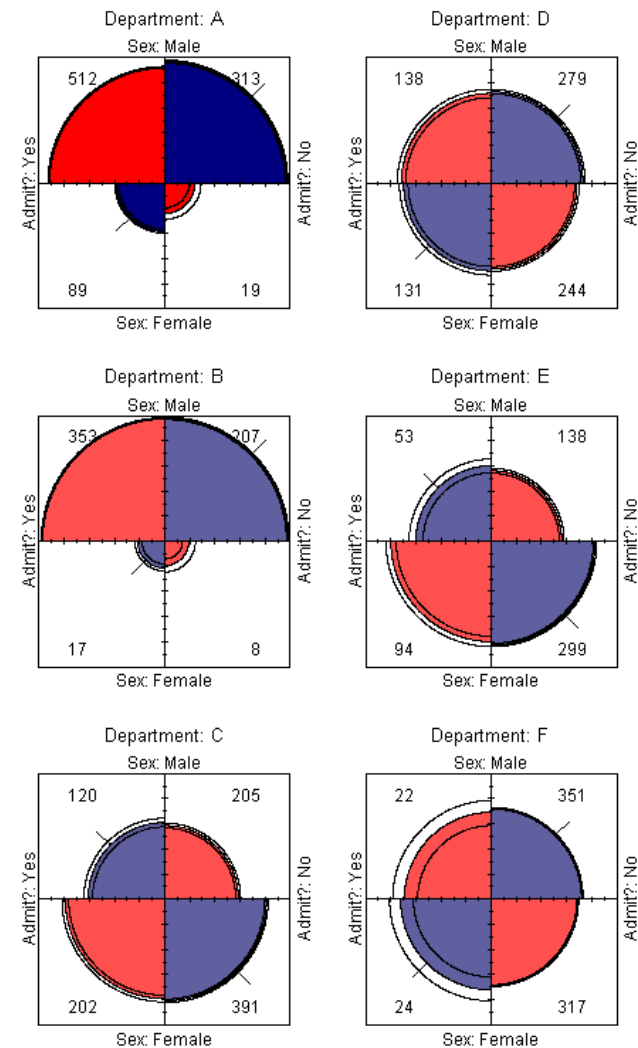 Department: A
Sex: Male
512 313
Admit?: Yes
Admit?: No
89 19
Sex: Female
Department: D
Sex: Male
138 279
Admit?: Yes
Admit?: No
131 244
Sex: Female
Department: B
Sex: Male
353 207
Admit?: Yes
Admit?: No
17 8
Sex: Female
Department: E
Sex: Male
53 138
Admit?: Yes
Admit?: No
94 299
Sex: Female
Department: C
Sex: Male
120 205
Admit?: Yes
Admit?: No
202 391
Sex: Female
Department: F
Sex: Male
22 351
Admit?: Yes
Admit?: No
24 317
Sex: Female